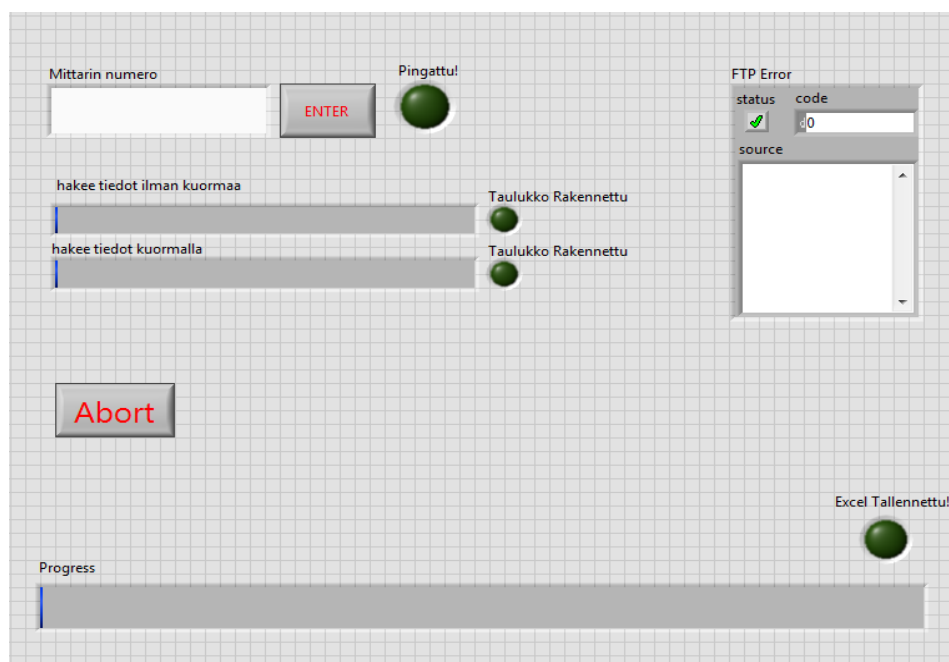 Mittarin numero
ENTER
Pingattu!
FTP Error
status
code
0
source
hakee tiedot ilman kuormaa
Taulukko Rakennettu
hakee tiedot kuormalla
Taulukko Rakennettu
Abort
Excel Tallennettu!
Progress